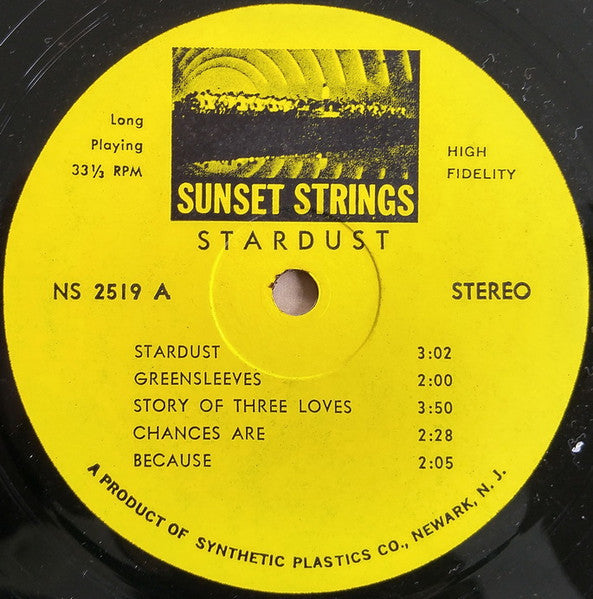 Long
Playing
33⅓ RPM
HIGH
FIDELITY
SUNSET STRINGS
STARDUST
NS 2519 A
STEREO
STARDUST 3:02
GREENSLEEVES 2:00
STORY OF THREE LOVES 3:50
CHANCES ARE 2:28
BECAUSE 2:05
A PRODUCT OF SYNTHETIC PLASTICS CO., NEWARK, N. J.